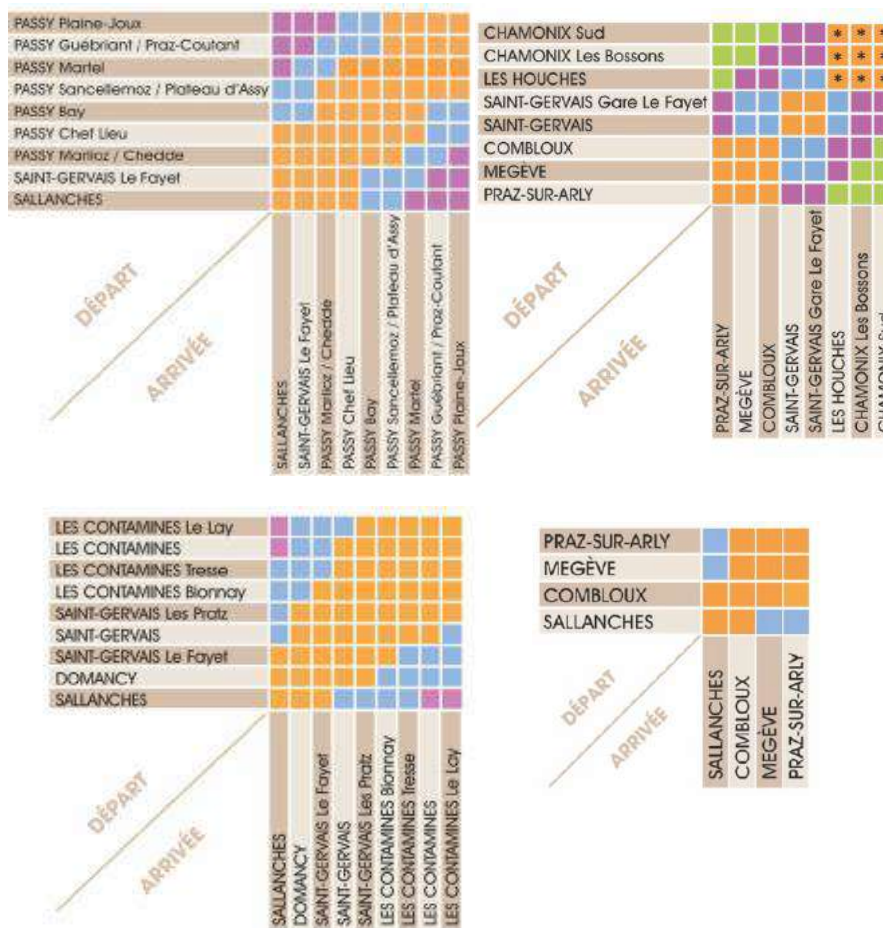 PASSY Plaine-Joux
PASSY Guébriant / Praz-Coutant
PASSY Martel
PASSY Sancellemoz / Plateau d'Assy
PASSY Bay
PASSY Chef Lieu
PASSY Marlioz / Chedde
SAINT-GERVAIS Le Fayet
SALLANCHES
DÉPART
ARRIVÉE
SALLANCHES
SAINT-GERVAIS Le Fayet
PASSY Marlioz / Chedde
PASSY Chef Lieu
PASSY Bay
PASSY Sancellemoz / Plateau d'Assy
PASSY Martel
PASSY Guébriant / Praz-Coutant
PASSY Plaine-Joux
CHAMONIX Sud * * *
CHAMONIX Les Bossons * * *
LES HOUCHES * * *
SAINT-GERVAIS Gare Le Fayet
SAINT-GERVAIS
COMBLOUX
MEGÈVE
PRAZ-SUR-ARLY
DÉPART
ARRIVÉE
PRAZ-SUR-ARLY
MEGÈVE
COMBLOUX
SAINT-GERVAIS
SAINT-GERVAIS Gare Le Fayet
LES HOUCHES
CHAMONIX Les Bossons
CHAMONIX Sud
LES CONTAMINES Le Lay
LES CONTAMINES
LES CONTAMINES Tresse
LES CONTAMINES Bionnay
SAINT-GERVAIS Les Pratz
SAINT-GERVAIS
SAINT-GERVAIS Le Fayet
DOMANCY
SALLANCHES
DÉPART
ARRIVÉE
SALLANCHES
DOMANCY
SAINT-GERVAIS Le Fayet
SAINT-GERVAIS
SAINT-GERVAIS Les Pratz
LES CONTAMINES Bionnay
LES CONTAMINES Tresse
LES CONTAMINES
LES CONTAMINES Le Lay
PRAZ-SUR-ARLY
MEGÈVE
COMBLOUX
SALLANCHES
DÉPART
ARRIVÉE
SALLANCHES
COMBLOUX
MEGÈVE
PRAZ-SUR-ARLY